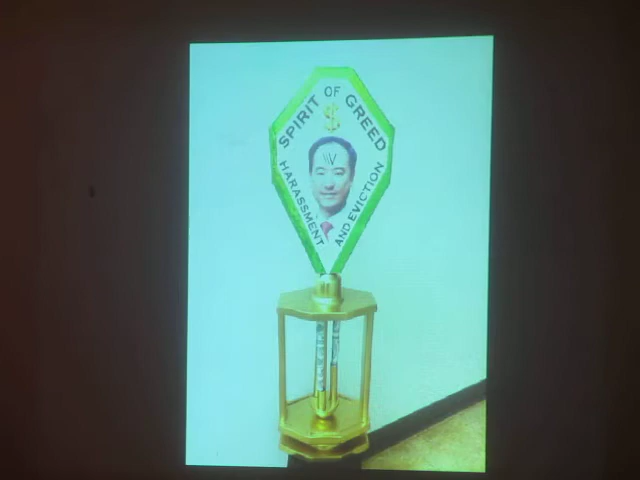 SPIRIT OF GREED
$
W
HARASSMENT
AND EVICTION